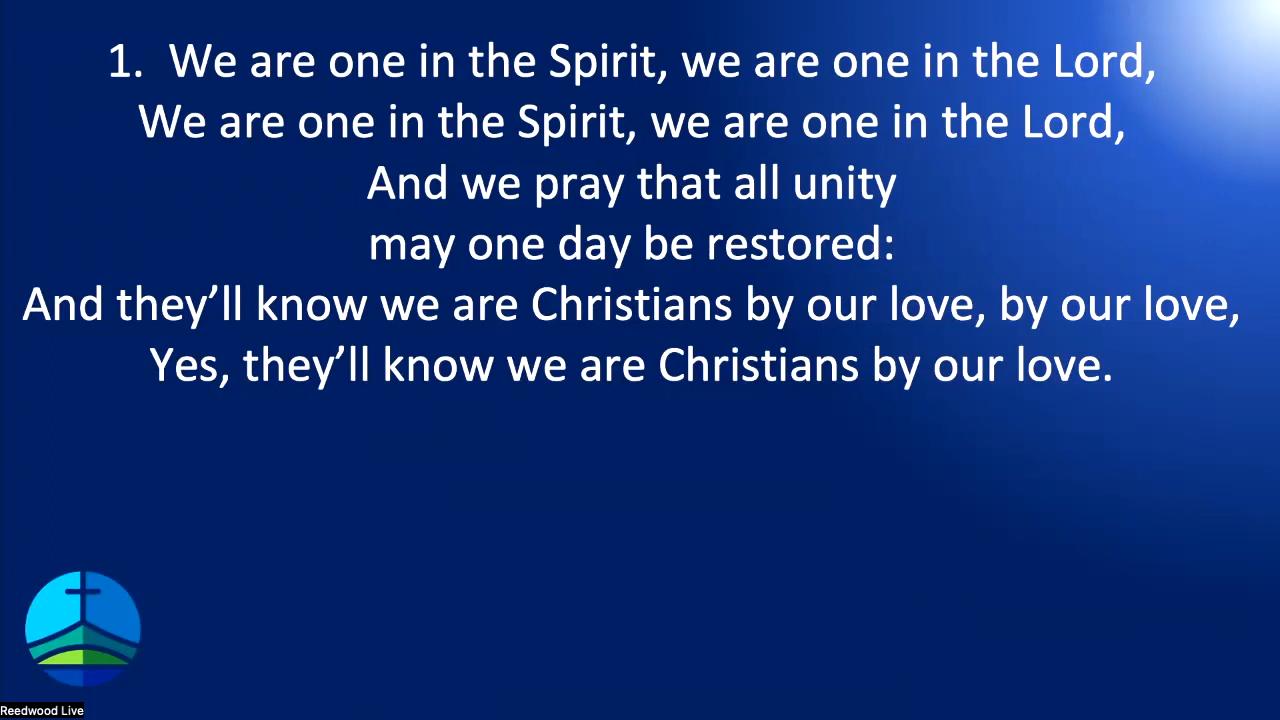 1.  We are one in the Spirit, we are one in the Lord,
We are one in the Spirit, we are one in the Lord,
And we pray that all unity
may one day be restored:
And they’ll know we are Christians by our love, by our love,
Yes, they’ll know we are Christians by our love.
Reedwood Live